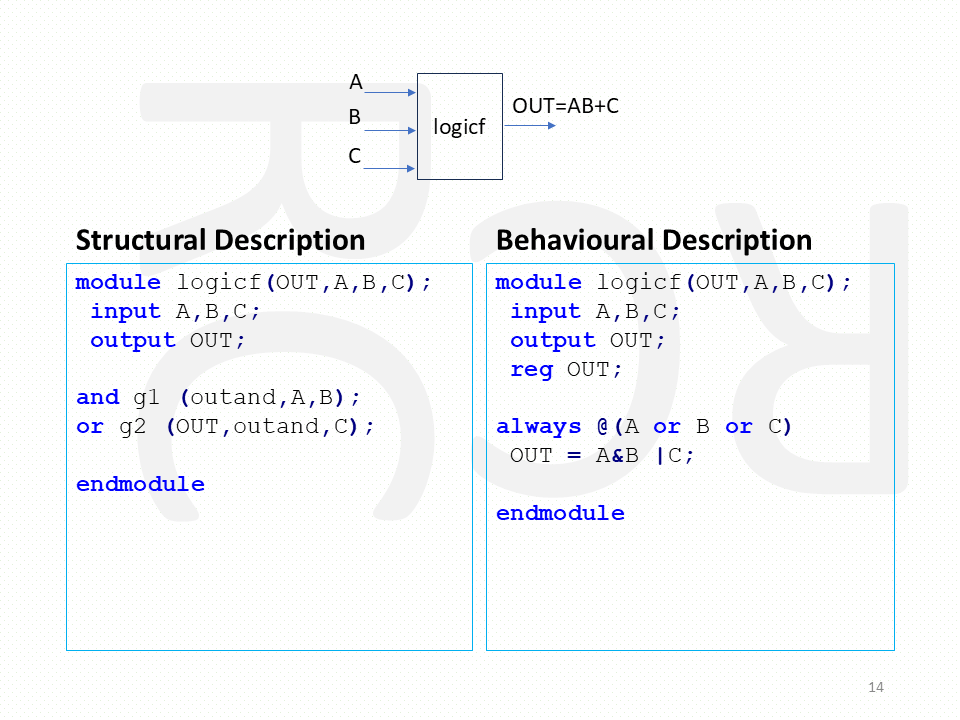 A
B
C
logicf
OUT=AB+C
Structural Description
module logicf(OUT,A,B,C);
input A,B,C;
output OUT;
and g1 (outand,A,B);
or g2 (OUT,outand,C);
endmodule
Behavioural Description
module logicf(OUT,A,B,C);
input A,B,C;
output OUT;
reg OUT;
always @(A or B or C)
OUT = A&B |C;
endmodule
14